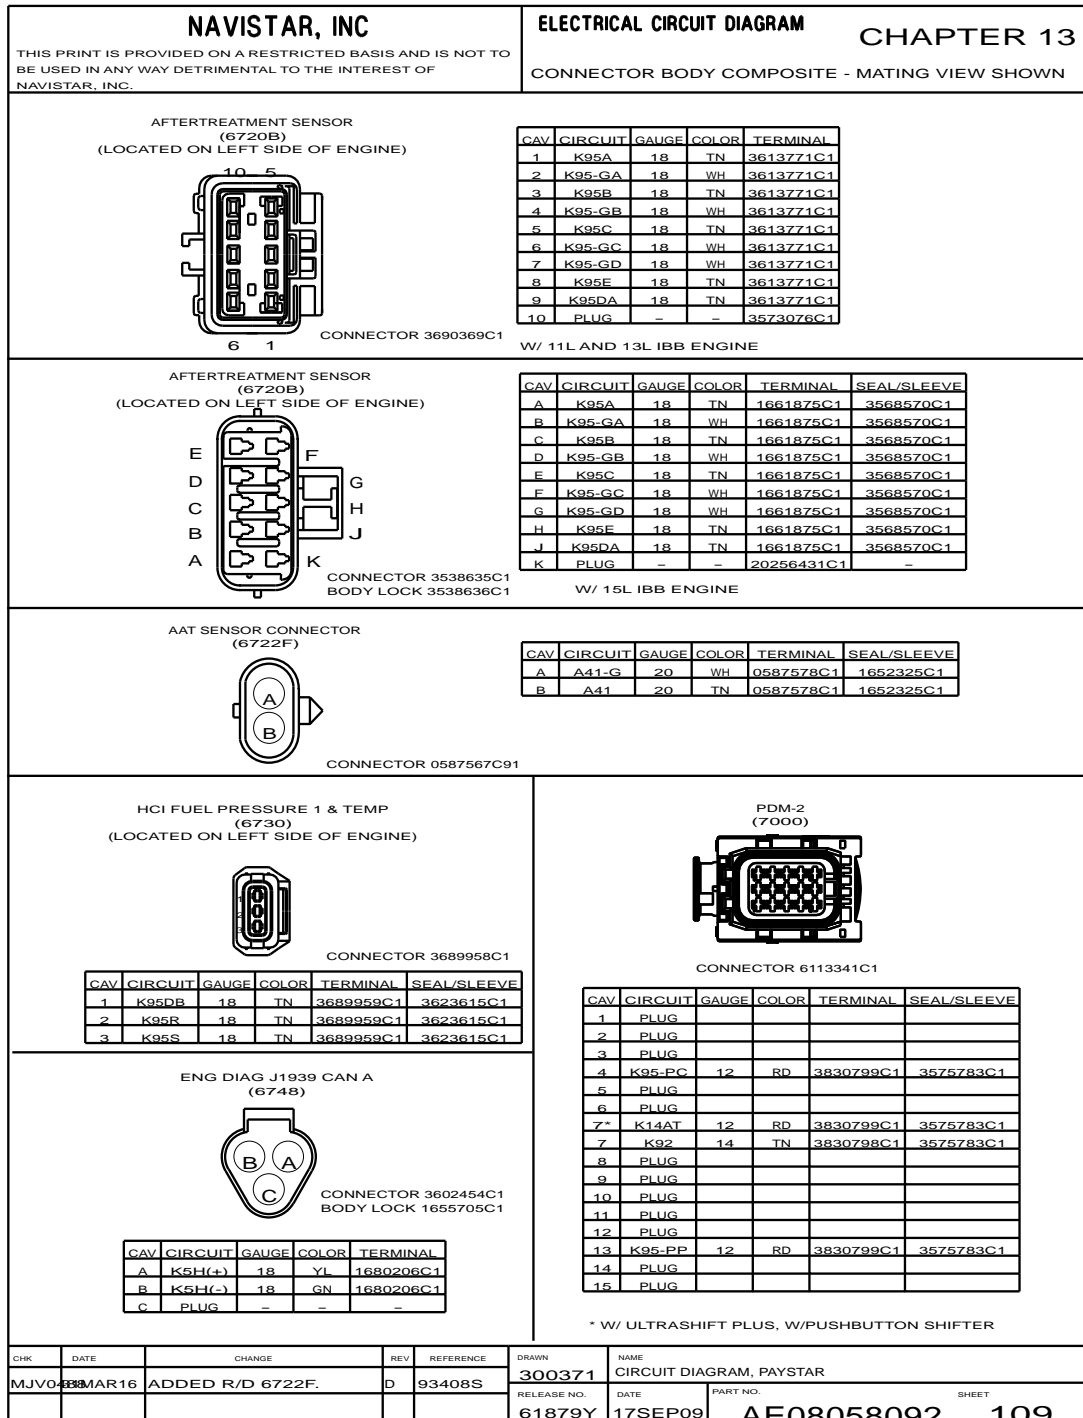 NAVISTAR, INC
THIS PRINT IS PROVIDED ON A RESTRICTED BASIS AND IS NOT TO
BE USED IN ANY WAY DETRIMENTAL TO THE INTEREST OF
NAVISTAR, INC.
ELECTRICAL CIRCUIT DIAGRAM
CHAPTER 13
CONNECTOR BODY COMPOSITE - MATING VIEW SHOWN
AFTERTREATMENT SENSOR
(6720B)
(LOCATED ON LEFT SIDE OF ENGINE)
10 5
6 1
CONNECTOR 3690369C1
CAV CIRCUIT GAUGE COLOR TERMINAL
1 K95A 18 TN 3613771C1
2 K95-GA 18 WH 3613771C1
3 K95B 18 TN 3613771C1
4 K95-GB 18 WH 3613771C1
5 K95C 18 TN 3613771C1
6 K95-GC 18 WH 3613771C1
7 K95-GD 18 WH 3613771C1
8 K95E 18 TN 3613771C1
9 K95DA 18 TN 3613771C1
10 PLUG – – 3573076C1
W/ 11L AND 13L IBB ENGINE
AFTERTREATMENT SENSOR
(6720B)
(LOCATED ON LEFT SIDE OF ENGINE)
E F
D G
C H
B J
A K
CONNECTOR 3538635C1
BODY LOCK 3538636C1
CAV CIRCUIT GAUGE COLOR TERMINAL SEAL/SLEEVE
A K95A 18 TN 1661875C1 3568570C1
B K95-GA 18 WH 1661875C1 3568570C1
C K95B 18 TN 1661875C1 3568570C1
D K95-GB 18 WH 1661875C1 3568570C1
E K95C 18 TN 1661875C1 3568570C1
F K95-GC 18 WH 1661875C1 3568570C1
G K95-GD 18 WH 1661875C1 3568570C1
H K95E 18 TN 1661875C1 3568570C1
J K95DA 18 TN 1661875C1 3568570C1
K PLUG – – 20256431C1 –
W/ 15L IBB ENGINE
AAT SENSOR CONNECTOR
(6722F)
A
B
CONNECTOR 0587567C91
CAV CIRCUIT GAUGE COLOR TERMINAL SEAL/SLEEVE
A A41-G 20 WH 0587578C1 1652325C1
B A41 20 TN 0587578C1 1652325C1
HCI FUEL PRESSURE 1 & TEMP
(6730)
(LOCATED ON LEFT SIDE OF ENGINE)
1
2
3
CONNECTOR 3689958C1
CAV CIRCUIT GAUGE COLOR TERMINAL SEAL/SLEEVE
1 K95DB 18 TN 3689959C1 3623615C1
2 K95R 18 TN 3689959C1 3623615C1
3 K95S 18 TN 3689959C1 3623615C1
ENG DIAG J1939 CAN A
(6748)
B A
C
CONNECTOR 3602454C1
BODY LOCK 1655705C1
CAV CIRCUIT GAUGE COLOR TERMINAL
A K5H(+) 18 YL 1680206C1
B K5H(-) 18 GN 1680206C1
C PLUG – – –
PDM-2
(7000)
CONNECTOR 6113341C1
CAV CIRCUIT GAUGE COLOR TERMINAL SEAL/SLEEVE
1 PLUG
2 PLUG
3 PLUG
4 K95-PC 12 RD 3830799C1 3575783C1
5 PLUG
6 PLUG
7* K14AT 12 RD 3830799C1 3575783C1
7 K92 14 TN 3830798C1 3575783C1
8 PLUG
9 PLUG
10 PLUG
11 PLUG
12 PLUG
13 K95-PP 12 RD 3830799C1 3575783C1
14 PLUG
15 PLUG
* W/ ULTRASHIFT PLUS, W/PUSHBUTTON SHIFTER
CHK DATE CHANGE REV REFERENCE
ADDED R/D 6722F. D 93408S
DRAWN
300371
NAME
CIRCUIT DIAGRAM, PAYSTAR
RELEASE NO. DATE PART NO. SHEET
61879Y 17SEP09 AE08058092 109